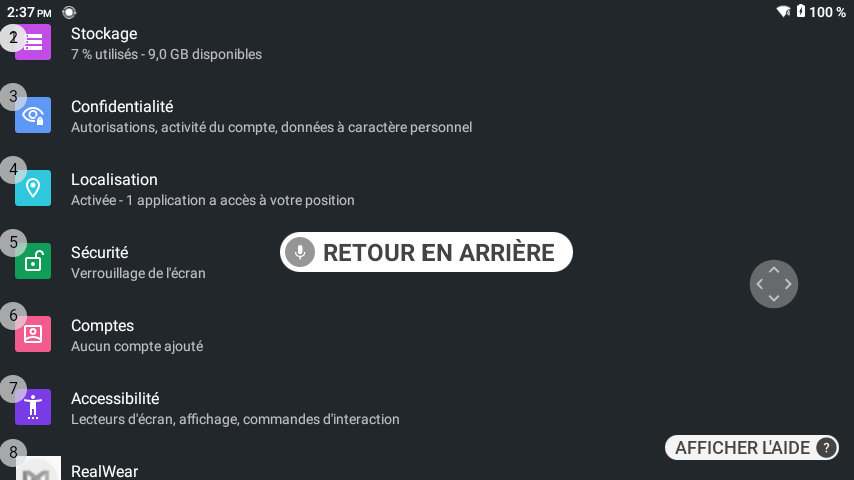 2:37 PM
100 %
2
Stockage
7 % utilisés - 9,0 GB disponibles
3
Confidentialité
Autorisations, activité du compte, données à caractère personnel
4
Localisation
Activée - 1 application a accès à votre position
5
Sécurité
Verrouillage de l'écran
RETOUR EN ARRIÈRE
6
Comptes
Aucun compte ajouté
7
Accessibilité
Lecteurs d'écran, affichage, commandes d'interaction
AFFICHER L'AIDE ?
8
RealWear